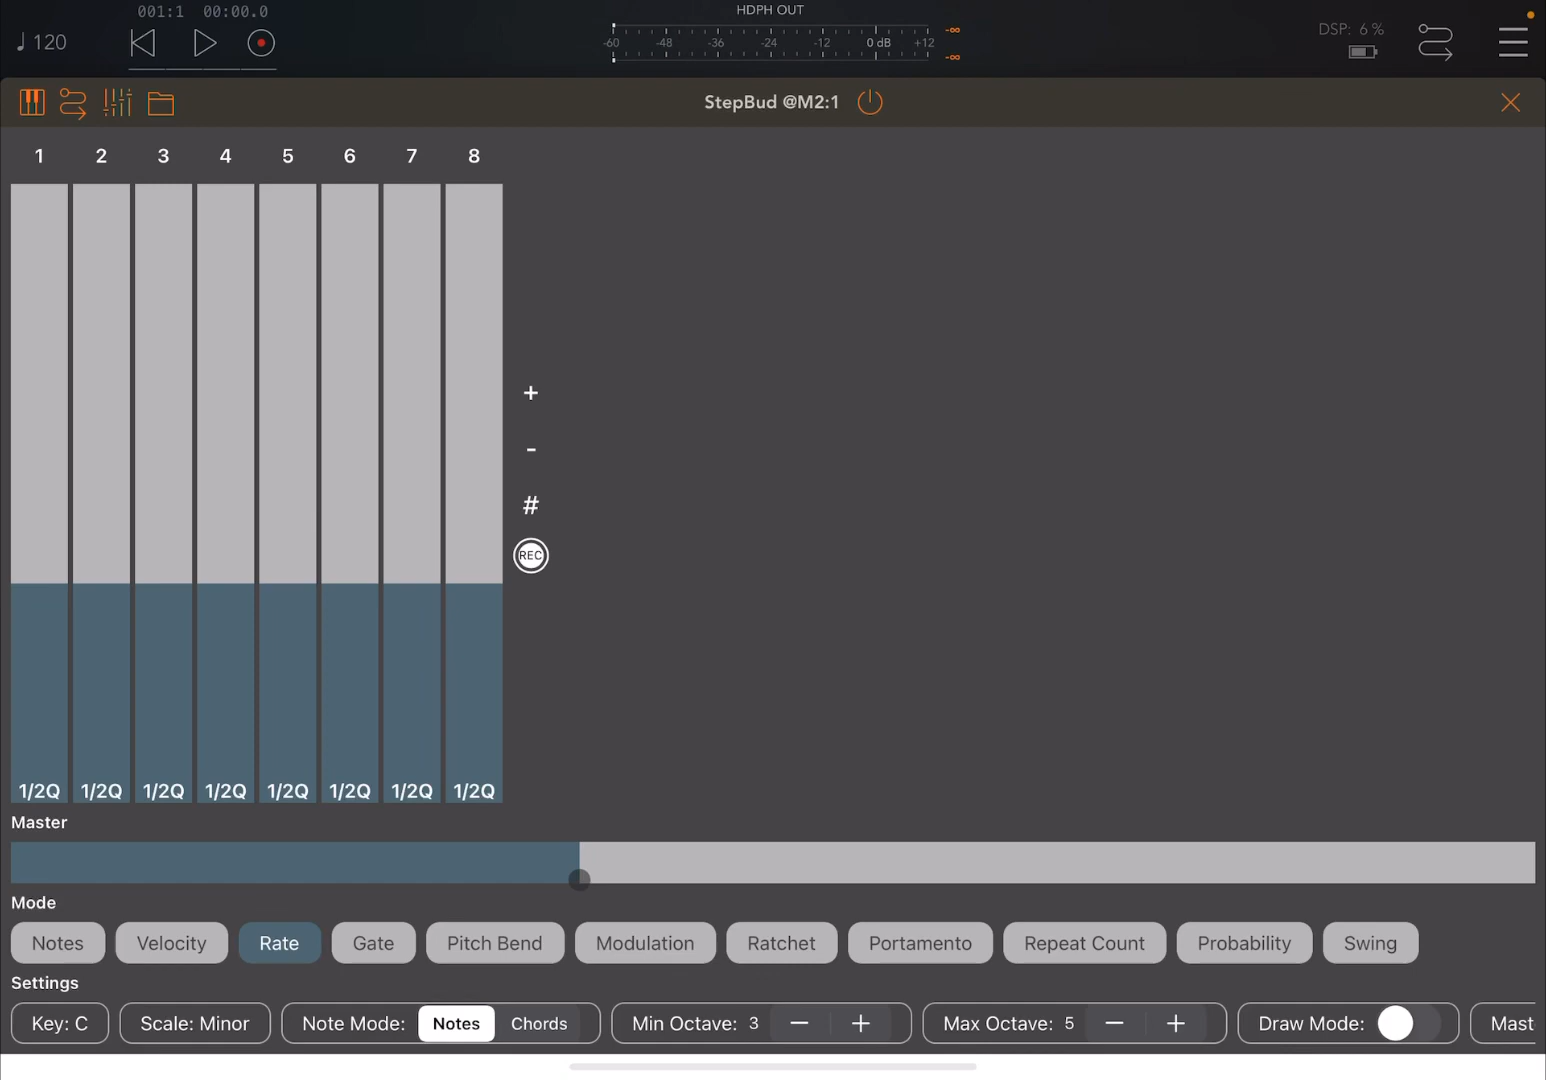 001:1 00:00.0
HDPH OUT
♩ 120
-60 -48 -36 -24 -12 0 dB +12
-∞
-∞
DSP: 6 %
StepBud @M2:1
1 2 3 4 5 6 7 8
+
-
#
REC
1/2Q 1/2Q 1/2Q 1/2Q 1/2Q 1/2Q 1/2Q 1/2Q
Master
Mode
Notes Velocity Rate Gate Pitch Bend Modulation Ratchet Portamento Repeat Count Probability Swing
Settings
Key: C Scale: Minor Note Mode: Notes Chords Min Octave: 3 − + Max Octave: 5 − + Draw Mode: Mast